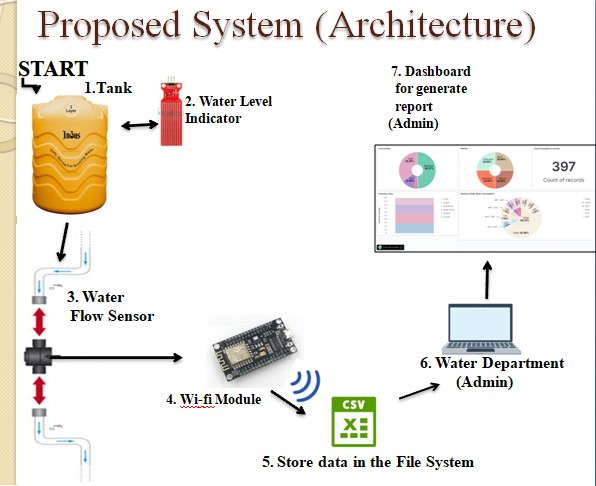 Proposed System (Architecture)
START
1.Tank
2. Water Level
Indicator
7. Dashboard
for generate
report
(Admin)
Layer
Indus
397
Count of records
3. Water
Flow Sensor
4. Wi-fi Module
CSV
X
5. Store data in the File System
6. Water Department
(Admin)